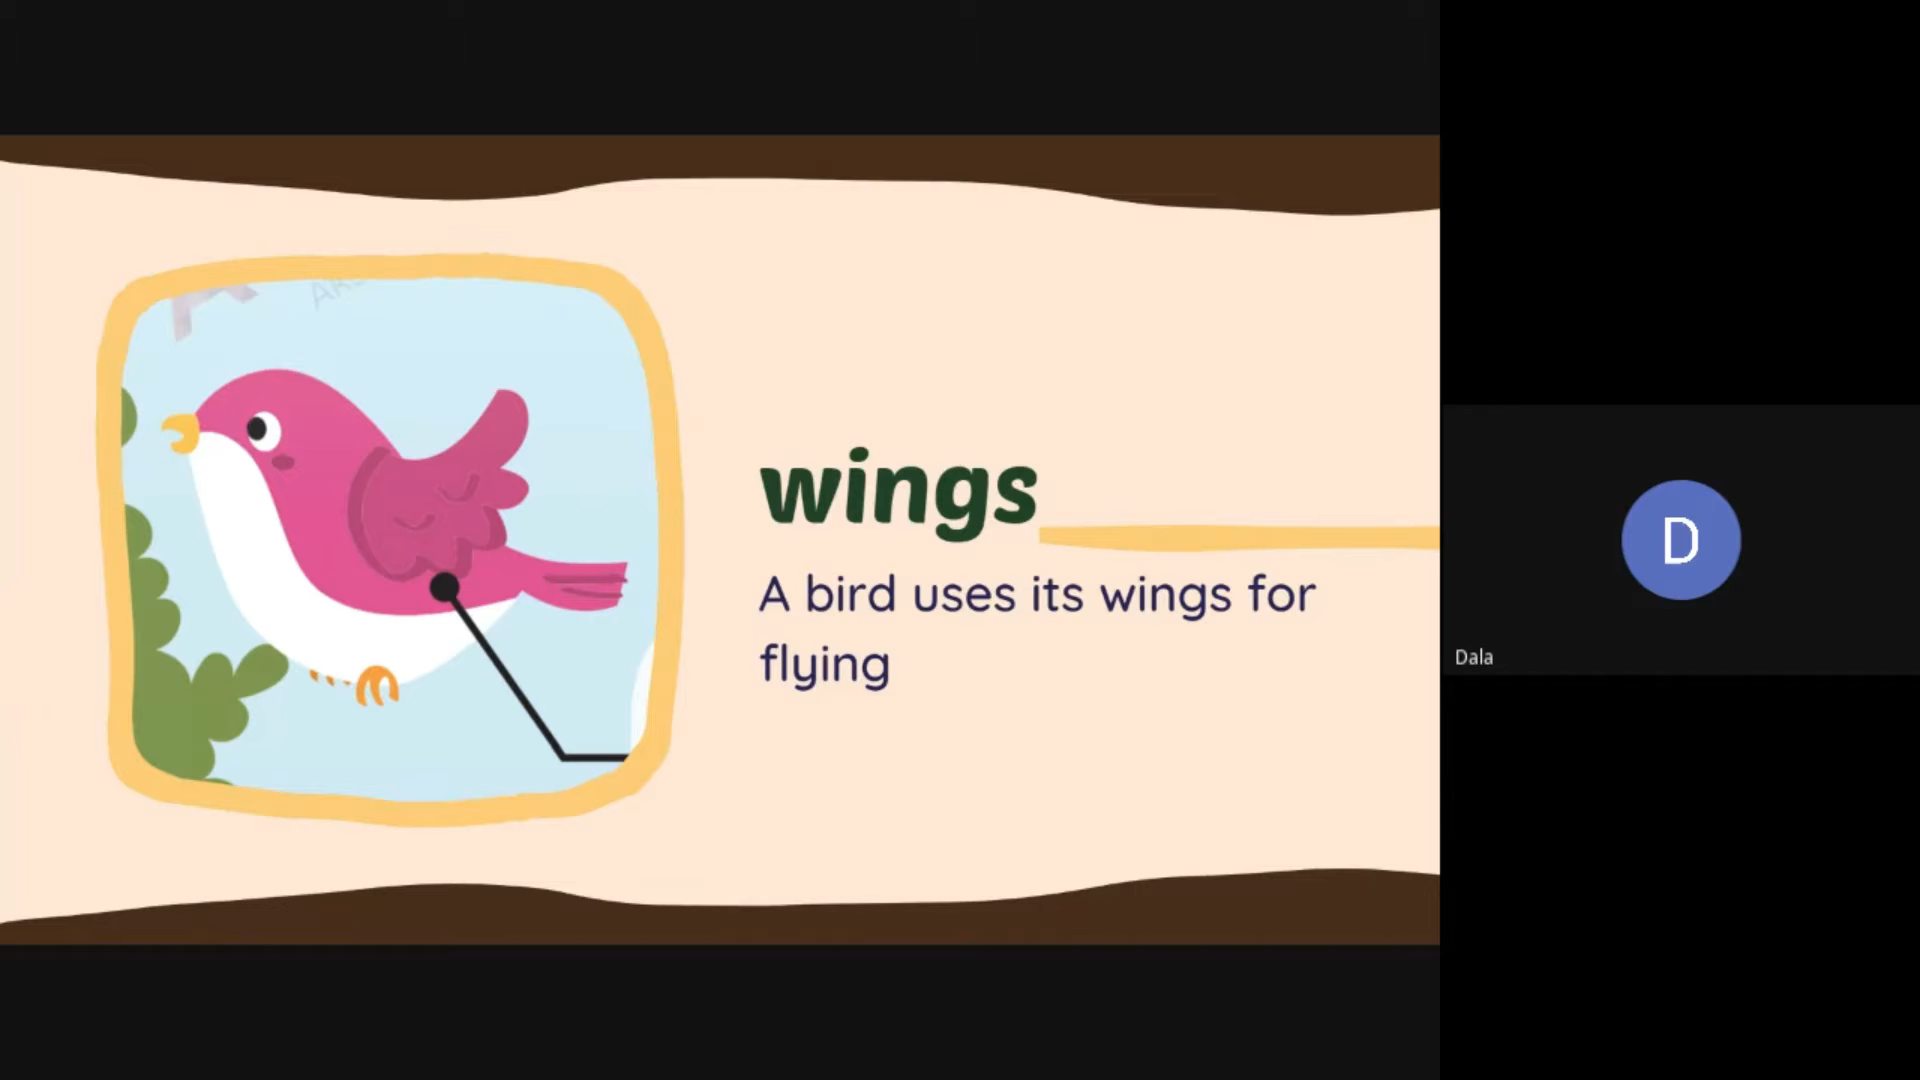 wings
A bird uses its wings for
flying
D
Dala